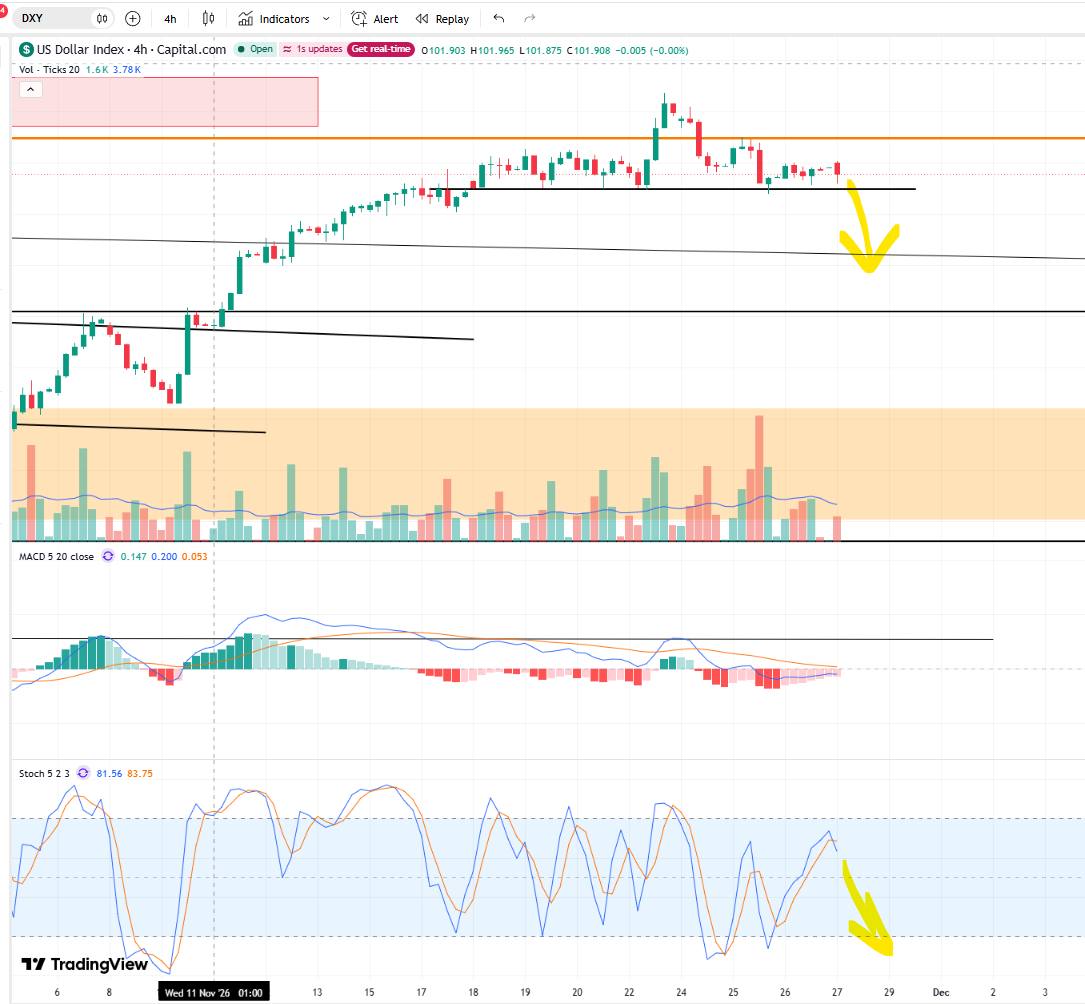 4
DXY
4h
Indicators
Alert
Replay
$ US Dollar Index · 4h · Capital.com Open 1s updates Get real-time O101.903 H101.965 L101.875 C101.908 −0.005 (−0.00%)
Vol · Ticks 20 1.6 K 3.78 K
MACD 5 20 close 0.147 0.200 0.053
Stoch 5 2 3 81.56 83.75
TradingView
6 8 Wed 11 Nov '26 01:00 13 15 17 18 19 20 22 24 25 26 27 29 Dec 2 3